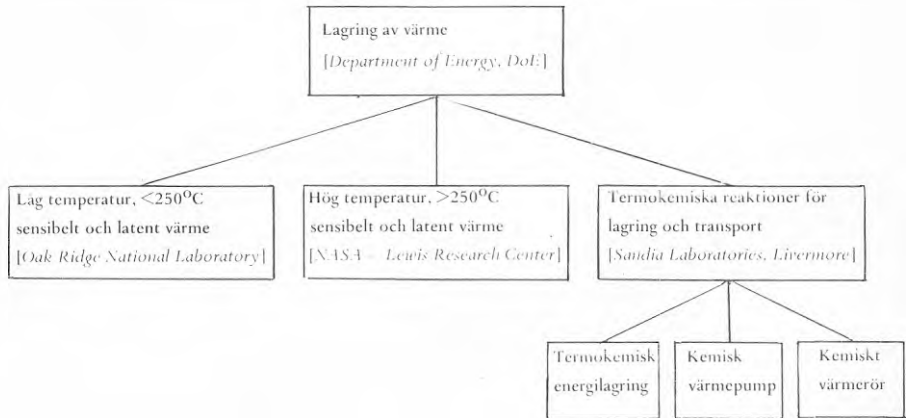 Lagring av värme
[Department of Energy, DoE]
Låg temperatur, <250°C
sensibelt och latent värme
[Oak Ridge National Laboratory]
Hög temperatur, >250°C
sensibelt och latent värme
[NASA – Lewis Research Center]
Termokemiska reaktioner för
lagring och transport
[Sandia Laboratories, Livermore]
Termokemisk
energilagring
Kemisk
värmepump
Kemiskt
värmerör